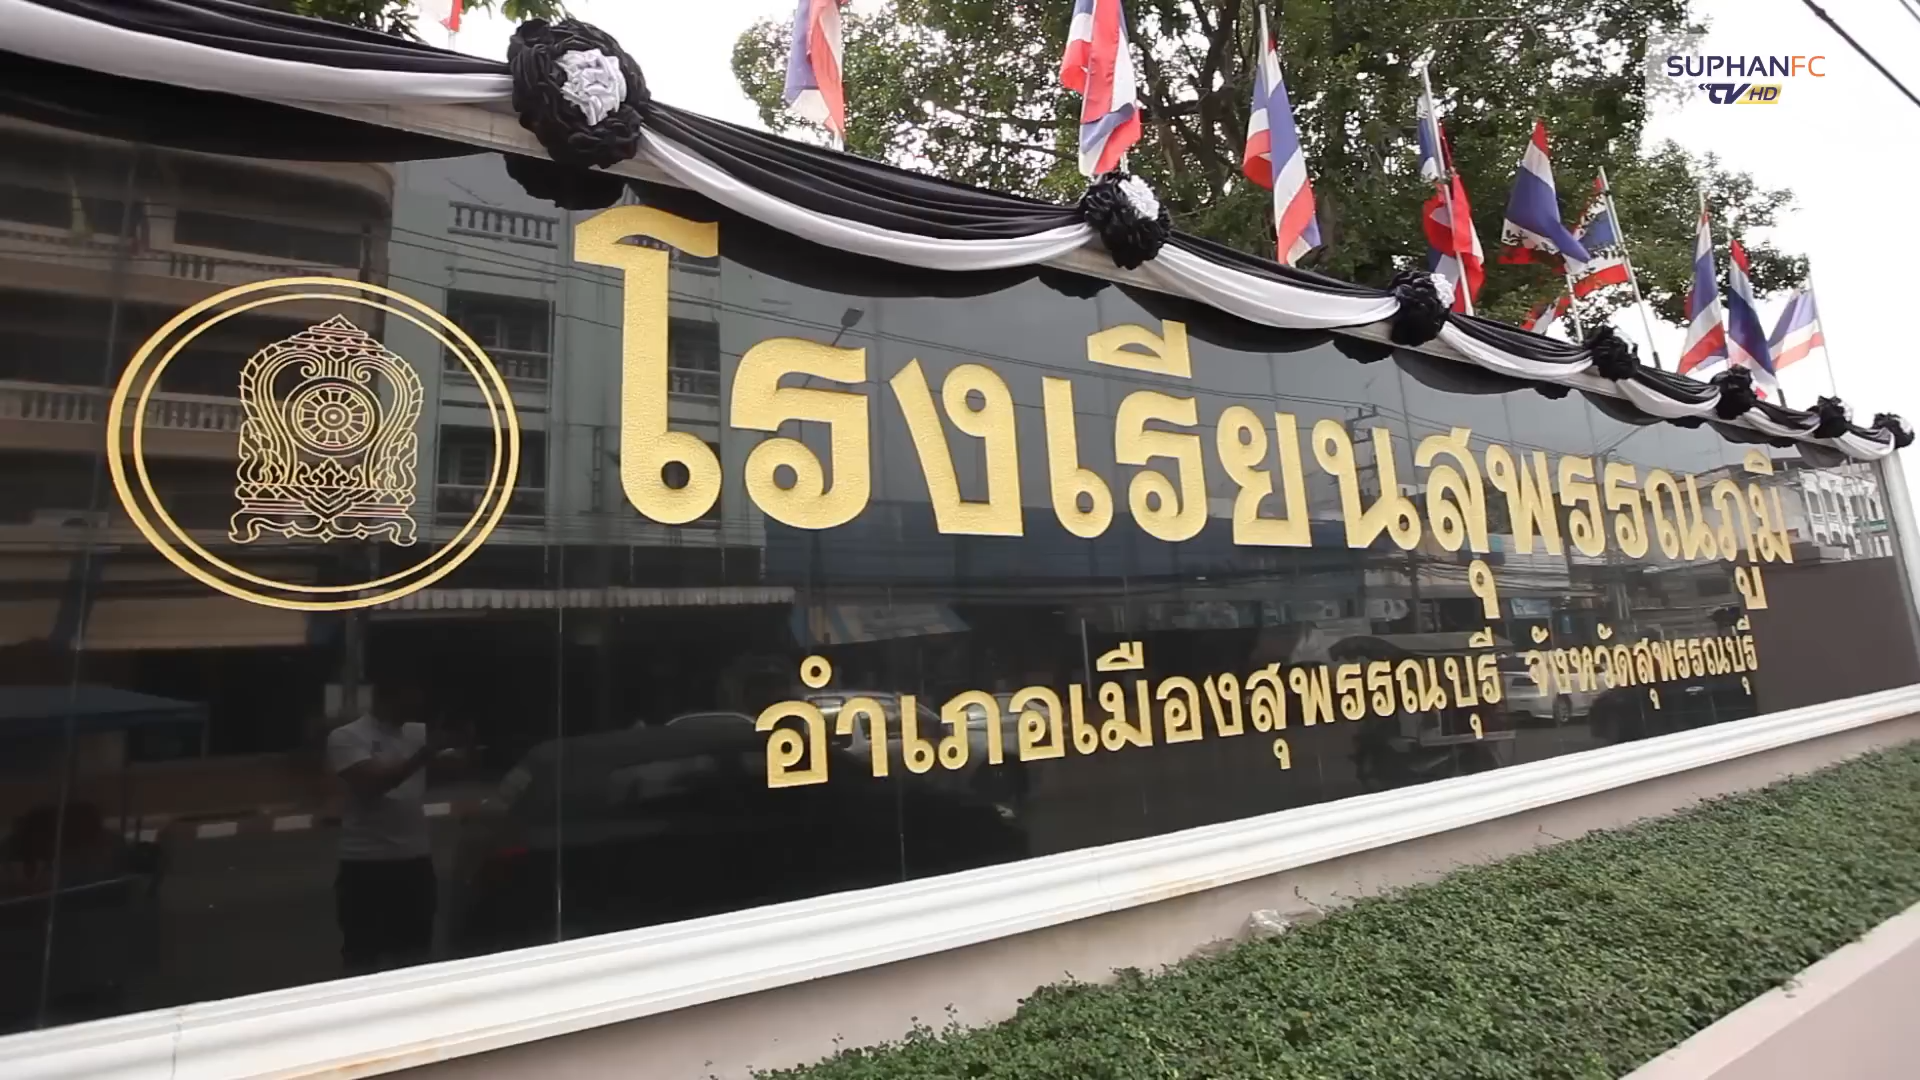 SUPHANFC
TV HD
โรงเรียนสุพรรณภูมิ
อำเภอเมืองสุพรรณบุรี จังหวัดสุพรรณบุรี